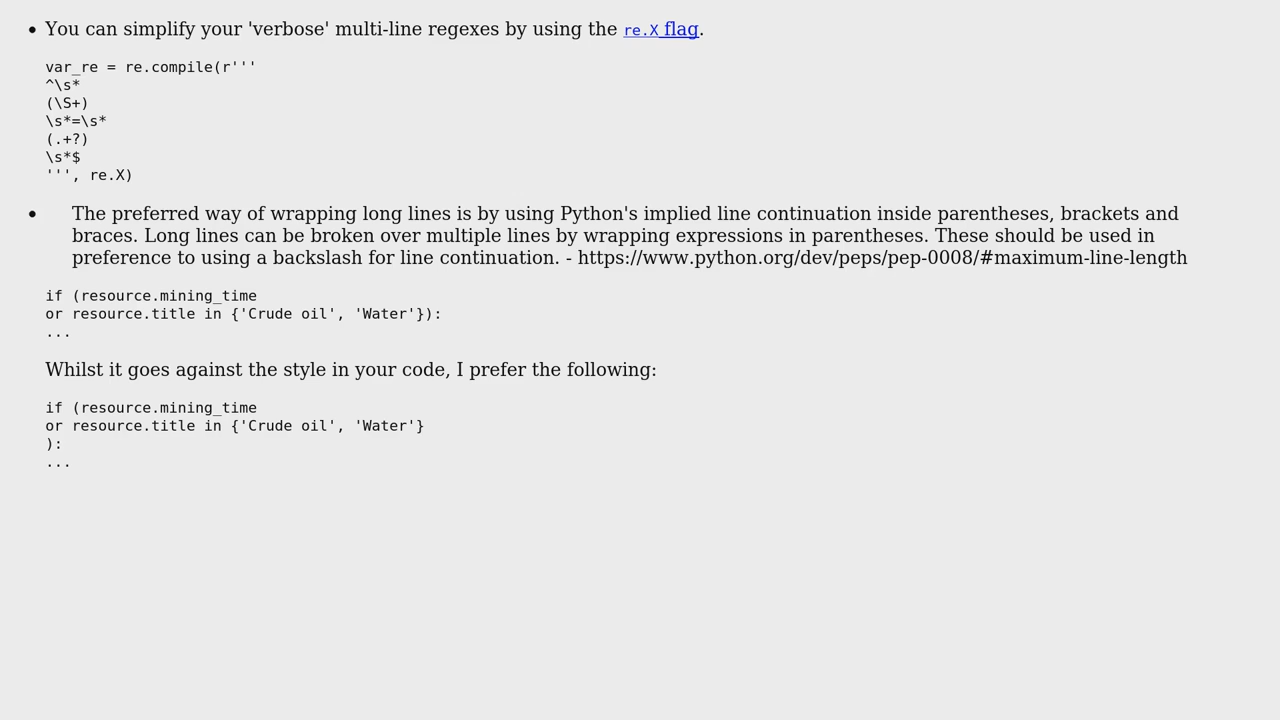 You can simplify your 'verbose' multi-line regexes by using the re.X flag.
var_re = re.compile(r'''
^\s*
(\S+)
\s*=\s*
(.+?)
\s*$
''', re.X)
The preferred way of wrapping long lines is by using Python's implied line continuation inside parentheses, brackets and
braces. Long lines can be broken over multiple lines by wrapping expressions in parentheses. These should be used in
preference to using a backslash for line continuation. - https://www.python.org/dev/peps/pep-0008/#maximum-line-length
if (resource.mining_time
or resource.title in {'Crude oil', 'Water'}):
...
Whilst it goes against the style in your code, I prefer the following:
if (resource.mining_time
or resource.title in {'Crude oil', 'Water'}
):
...